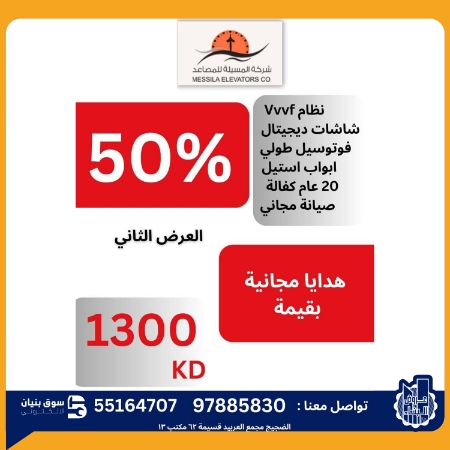 شركة المسيلة للمصاعد
MESSILA ELEVATORS CO
50%
نظام Vvvf
شاشات ديجيتال
فوتوسيل طولي
ابواب استيل
20 عام كفالة
صيانة مجاني
العرض الثاني
هدايا مجانية
بقيمة
1300
KD
تواصل معنا : 97885830 55164707
سوق بنيان
الإلكتروني
الضجيج مجمع العربيد قسيمة ٦٢ مكتب ١٣